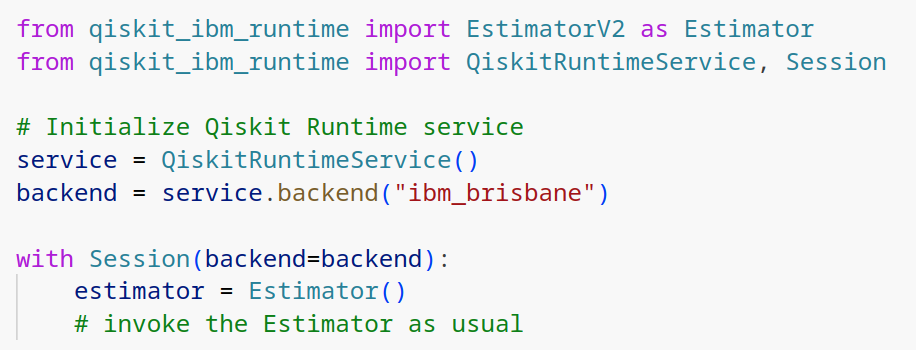 from qiskit_ibm_runtime import EstimatorV2 as Estimator
from qiskit_ibm_runtime import QiskitRuntimeService, Session
# Initialize Qiskit Runtime service
service = QiskitRuntimeService()
backend = service.backend("ibm_brisbane")
with Session(backend=backend):
    estimator = Estimator()
    # invoke the Estimator as usual